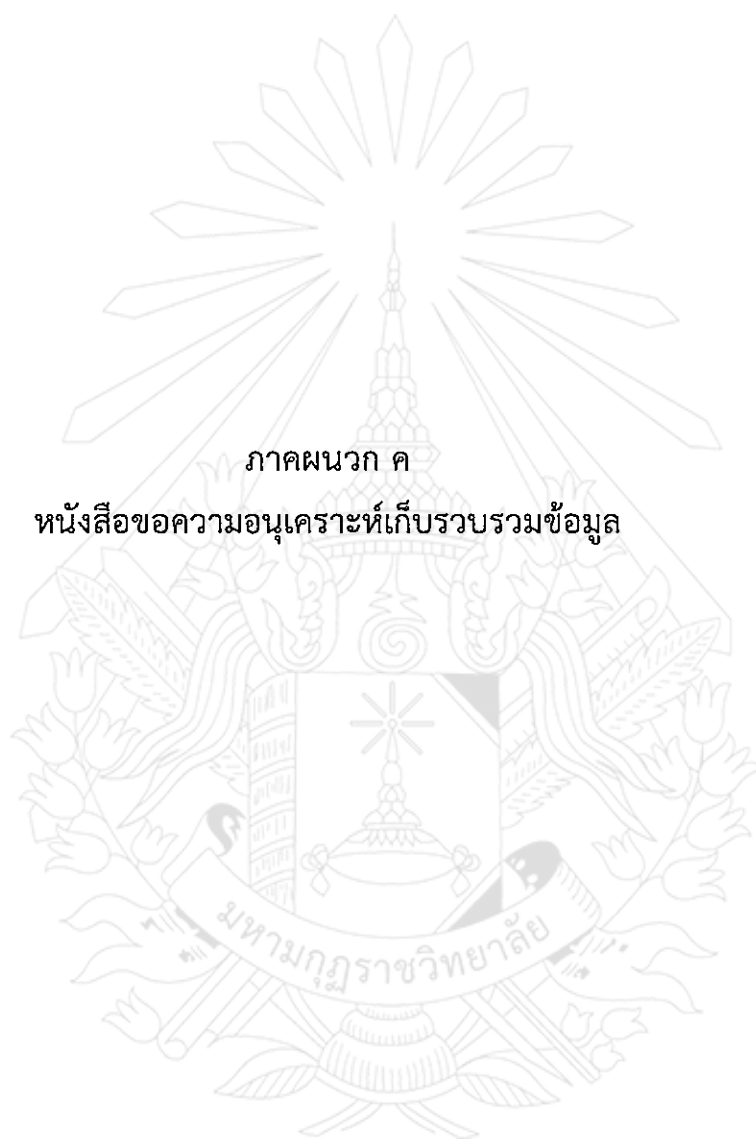 ภาคผนวก ค
หนังสือขอความอนุเคราะห์เก็บรวบรวมข้อมูล
มหามกุฏราชวิทยาลัย